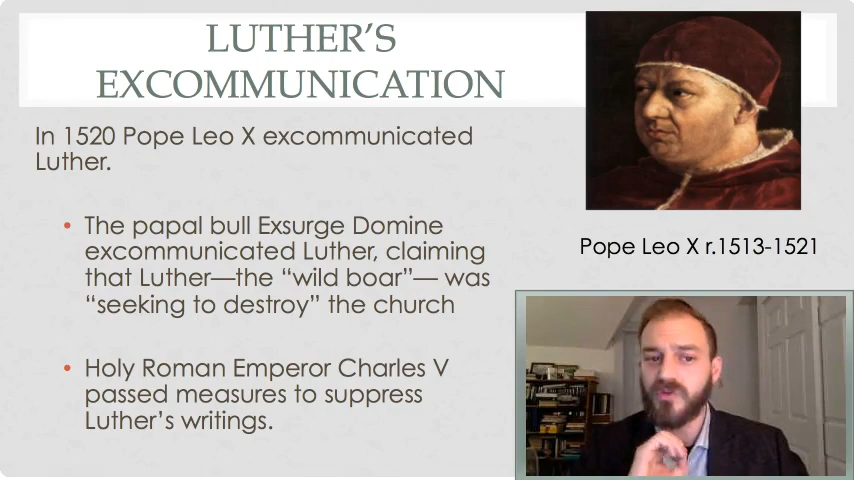 LUTHER’S
EXCOMMUNICATION
In 1520 Pope Leo X excommunicated
Luther.
• The papal bull Exsurge Domine
excommunicated Luther, claiming
that Luther—the “wild boar”— was
“seeking to destroy” the church
• Holy Roman Emperor Charles V
passed measures to suppress
Luther’s writings.
Pope Leo X r.1513-1521